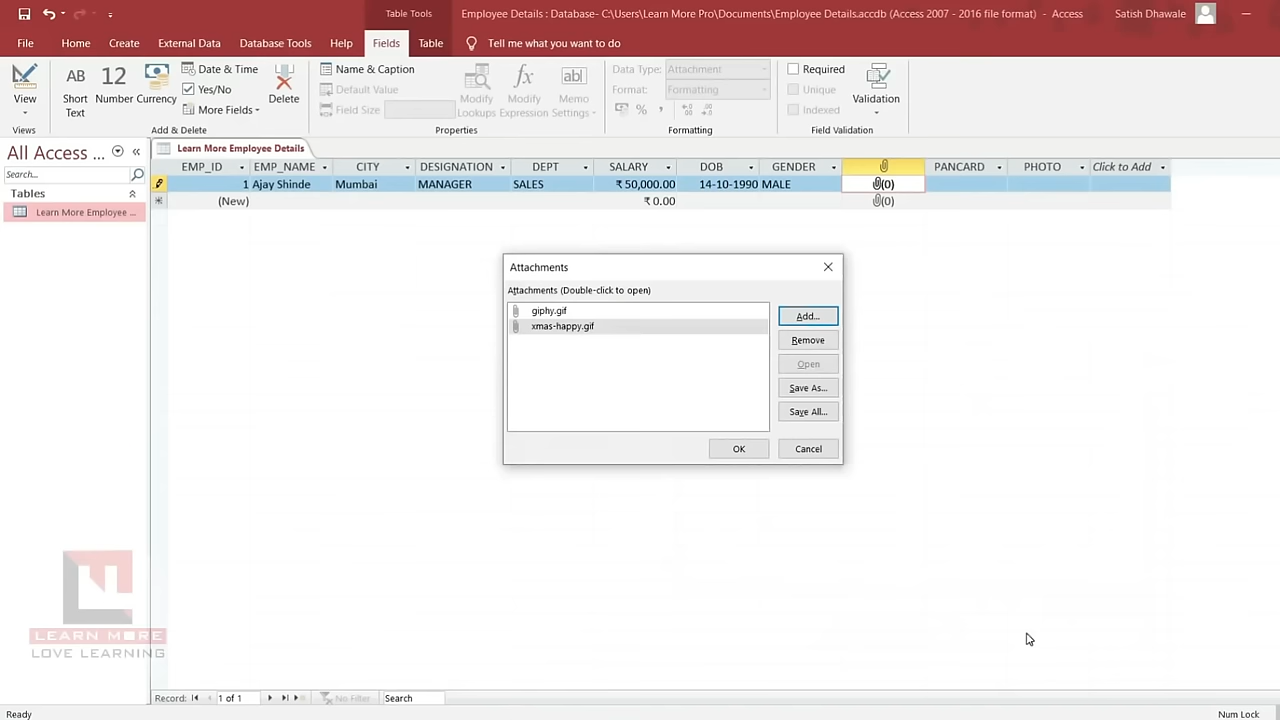 Table Tools
Employee Details : Database- C:\Users\Learn More Pro\Documents\Employee Details.accdb (Access 2007 - 2016 file format) - Access
Satish Dhawale
File Home Create External Data Database Tools Help Fields Table Tell me what you want to do
View
Views
AB Short Text
12 Number
Currency
Date & Time
Yes/No
More Fields
Delete
Add & Delete
Name & Caption
Default Value
Field Size
Modify Lookups
fx Modify Expression
ab Memo Settings
Properties
Data Type: Attachment
Format: Formatting
% , .00 .00
Formatting
Required
Unique
Indexed
Validation
Field Validation
All Access ...
Search...
Tables
Learn More Employee ...
Learn More Employee Details
EMP_ID EMP_NAME CITY DESIGNATION DEPT SALARY DOB GENDER PANCARD PHOTO Click to Add
1 Ajay Shinde Mumbai MANAGER SALES ₹ 50,000.00 14-10-1990 MALE (0)
(New) ₹ 0.00 (0)
Attachments
Attachments (Double-click to open)
giphy.gif
xmas-happy.gif
Add...
Remove
Open
Save As...
Save All...
OK Cancel
LEARN MORE
LOVE LEARNING
Record: 1 of 1 No Filter Search
Ready
Num Lock